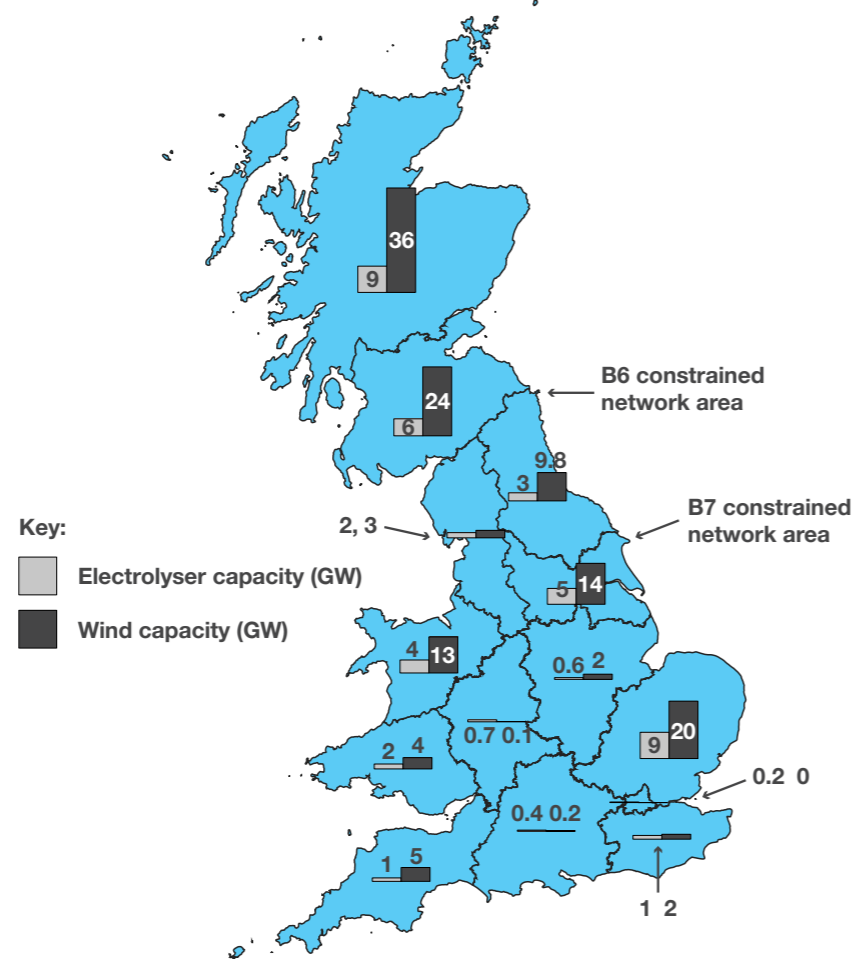 36
9
24
6
B6 constrained
network area
9.8
3
2, 3
B7 constrained
network area
Key:
Electrolyser capacity (GW)
Wind capacity (GW)
5 14
4 13
0.6 2
0.7 0.1
20
9
2 4
0.2 0
0.4 0.2
1 5
1 2